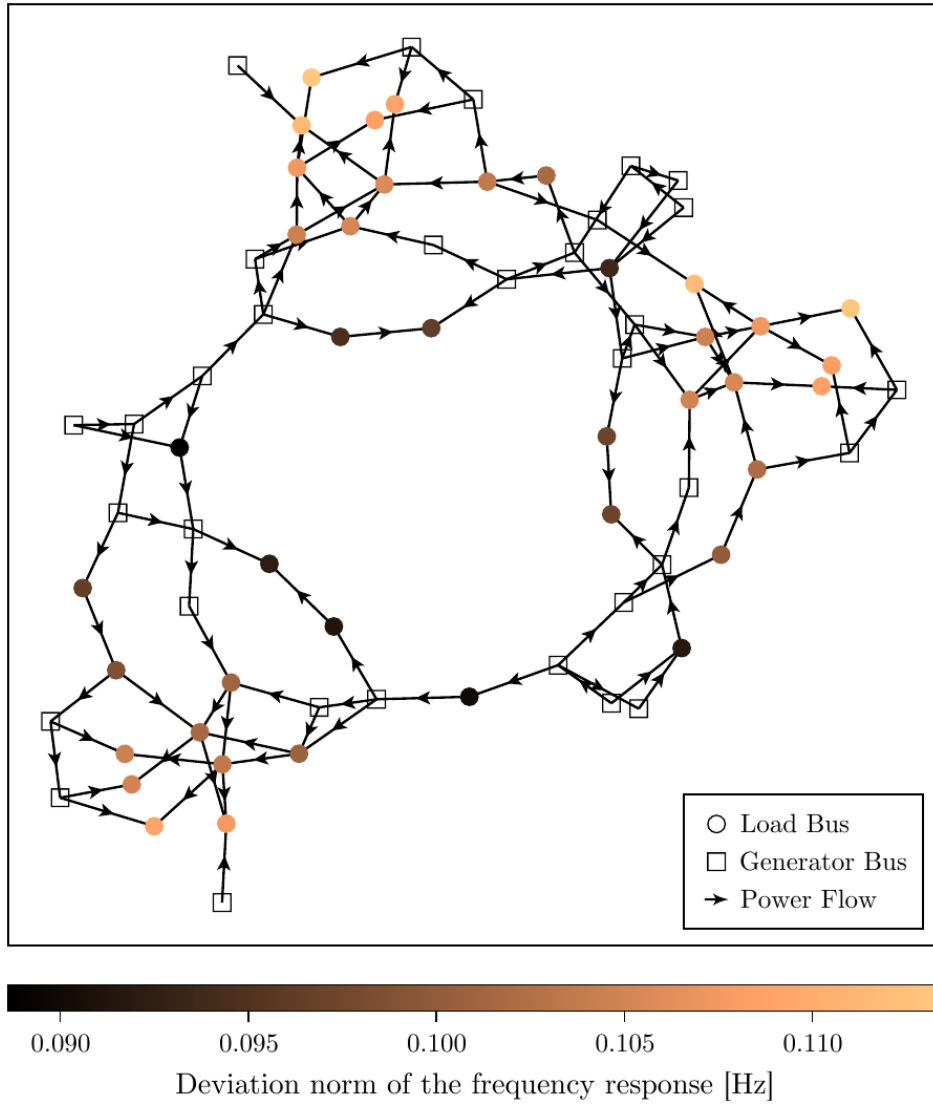 Load Bus
Generator Bus
Power Flow
0.090 0.095 0.100 0.105 0.110
Deviation norm of the frequency response [Hz]